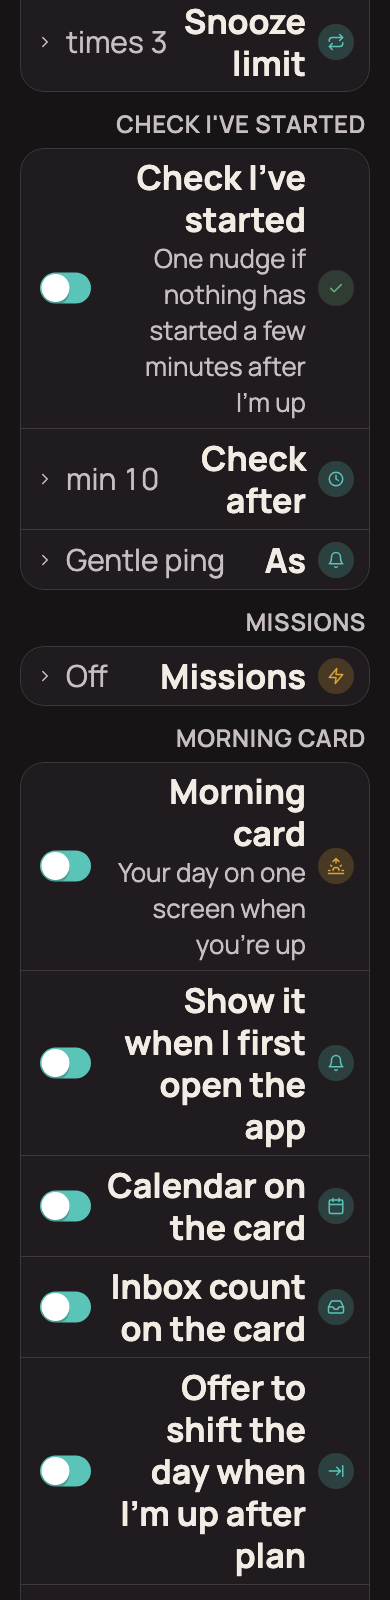 Snooze
limit
times 3
CHECK I'VE STARTED
Check I've
started
One nudge if
nothing has
started a few
minutes after
I'm up
Check
after
min 10
As
Gentle ping
MISSIONS
Missions
Off
MORNING CARD
Morning
card
Your day on one
screen when
you're up
Show it
when I first
open the
app
Calendar on
the card
Inbox count
on the card
Offer to
shift the
day when
I'm up after
plan